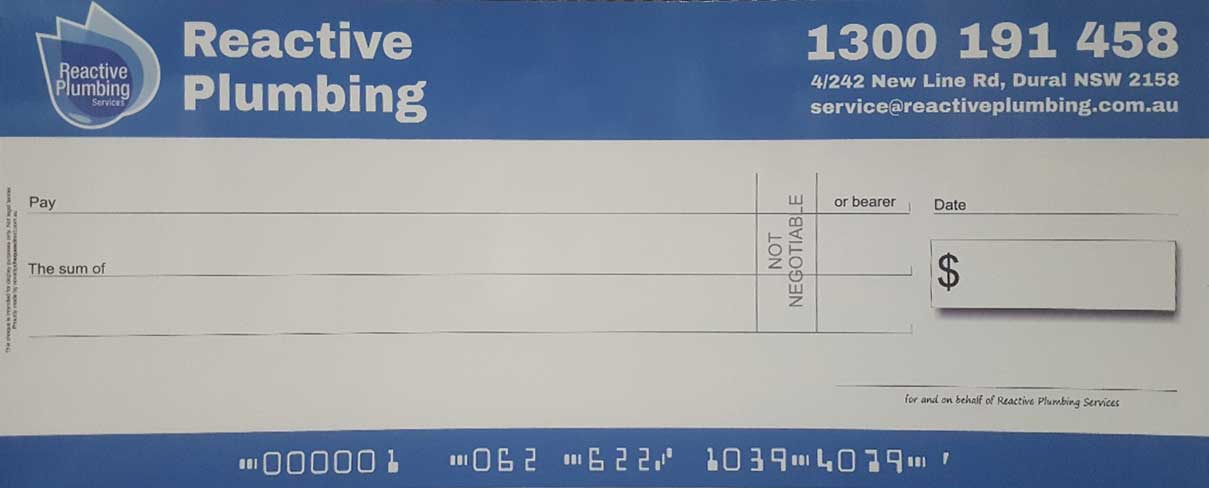 Reactive
Plumbing
Services
Reactive
Plumbing
1300 191 458
4/242 New Line Rd, Dural NSW 2158
service@reactiveplumbing.com.au
Pay
NOT
NEGOTIABLE
or bearer
Date
The sum of
$
for and on behalf of Reactive Plumbing Services
000001 062 622 1039 4079